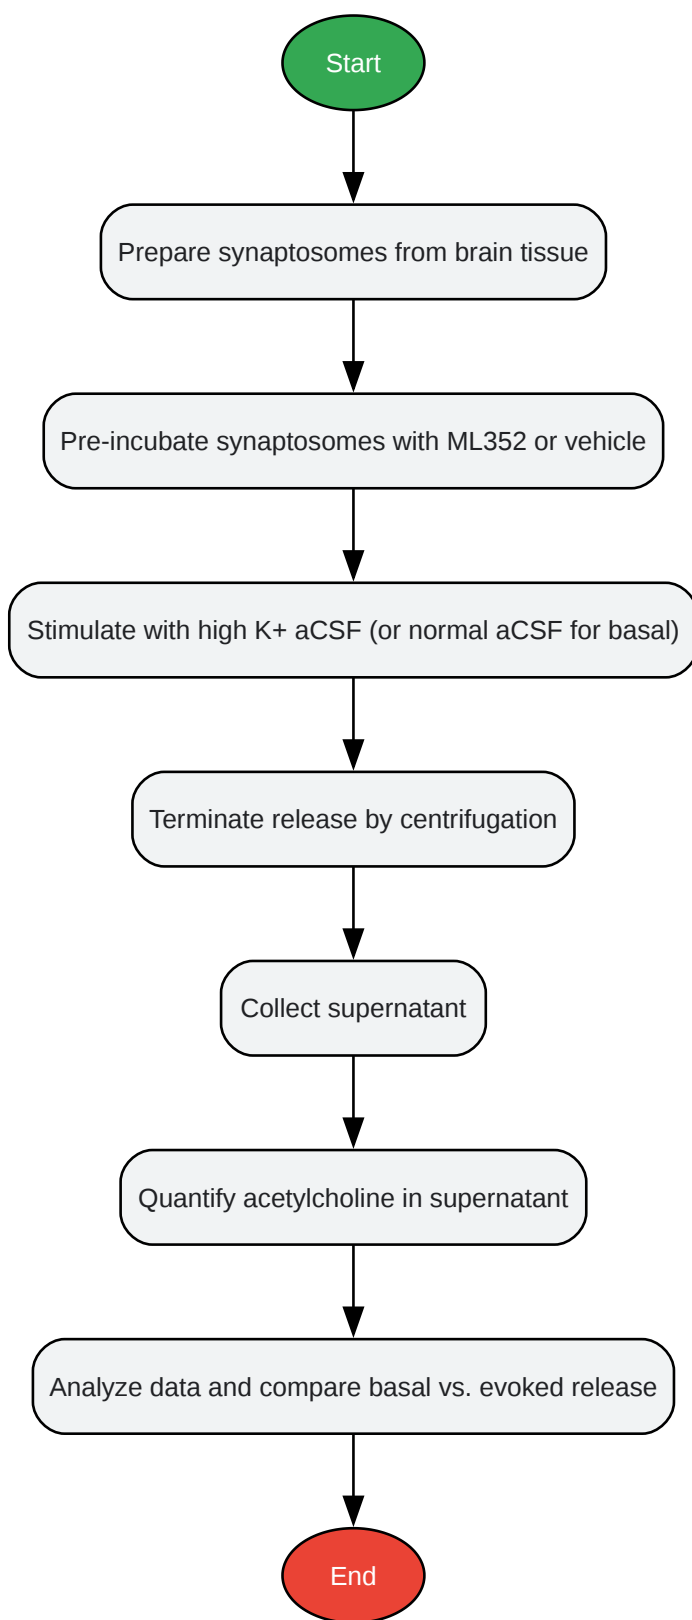 Start
Prepare synaptosomes from brain tissue
Pre-incubate synaptosomes with ML352 or vehicle
Stimulate with high K+ aCSF (or normal aCSF for basal)
Terminate release by centrifugation
Collect supernatant
Quantify acetylcholine in supernatant
Analyze data and compare basal vs. evoked release
End